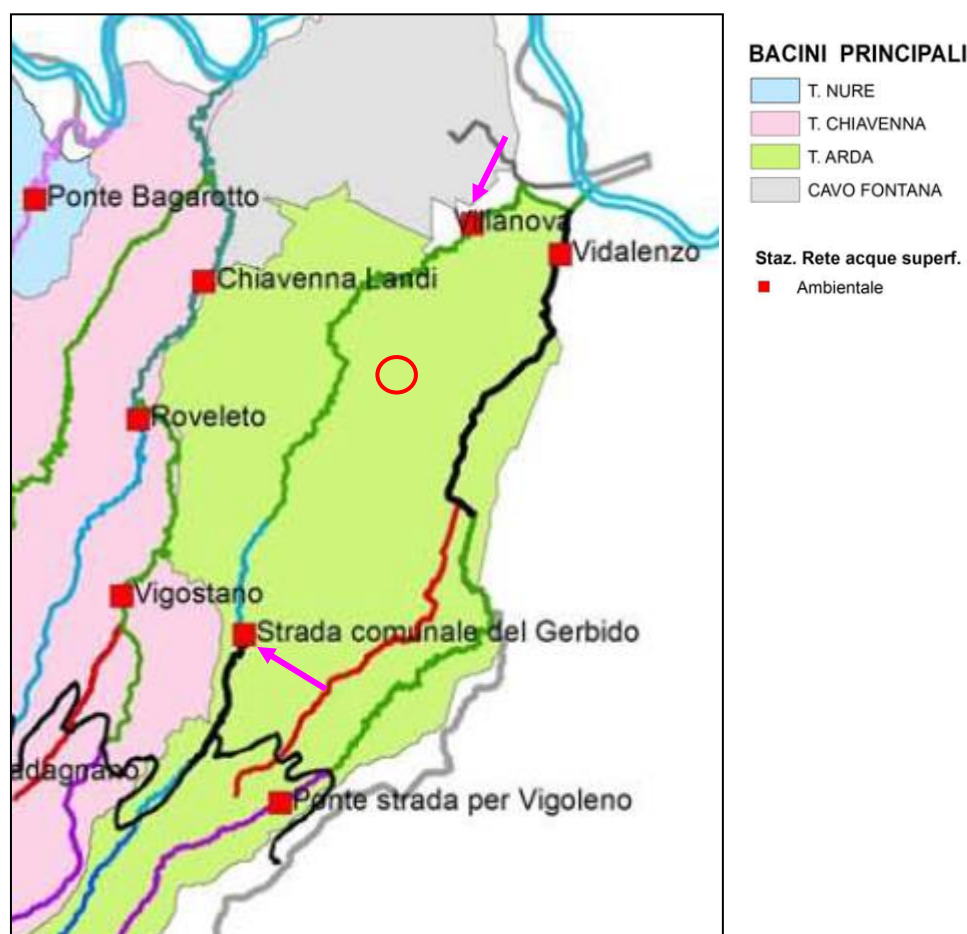 BACINI PRINCIPALI
T. NURE
T. CHIAVENNA
T. ARDA
CAVO FONTANA
Staz. Rete acque superf.
Ambientale
Ponte Bagarotto
Villanova
Vidalenzo
Chiavenna Landi
Roveleto
Vigostano
Strada comunale del Gerbido
adagnano
Ponte strada per Vigoleno